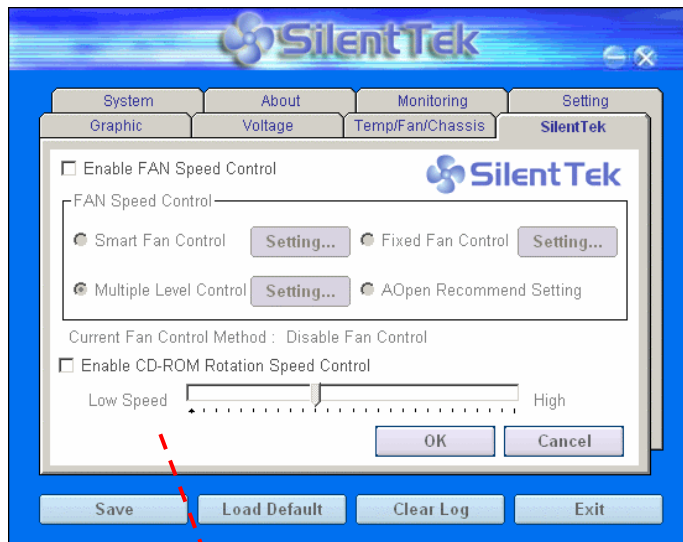 SilentTek
System About Monitoring Setting
Graphic Voltage Temp/Fan/Chassis SilentTek
Enable FAN Speed Control
SilentTek
FAN Speed Control
Smart Fan Control Setting... Fixed Fan Control Setting...
Multiple Level Control Setting... AOpen Recommend Setting
Current Fan Control Method : Disable Fan Control
Enable CD-ROM Rotation Speed Control
Low Speed High
OK Cancel
Save Load Default Clear Log Exit